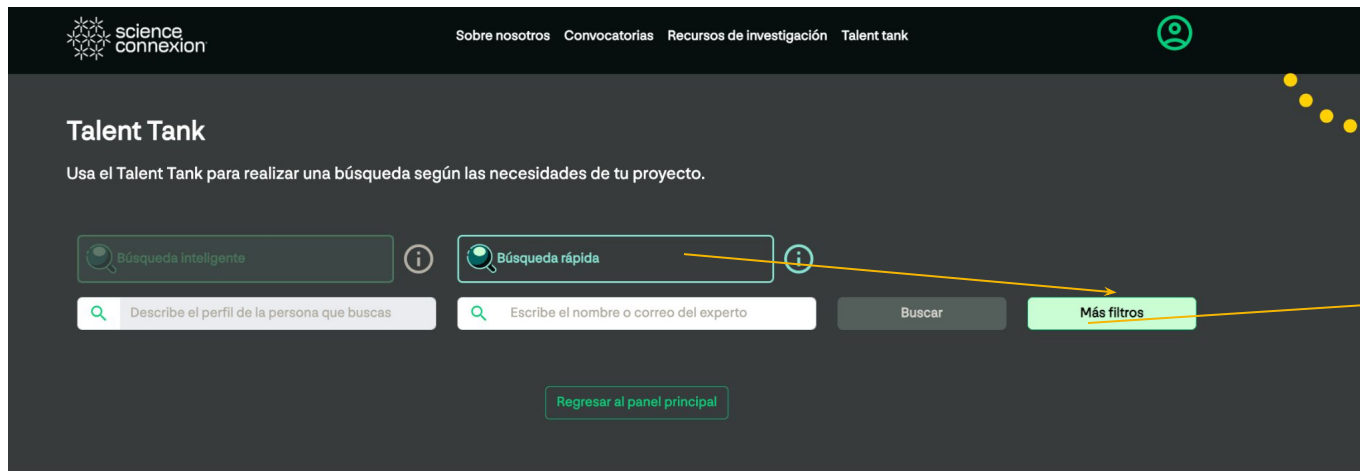 science
connexion
Sobre nosotros Convocatorias Recursos de investigación Talent tank
Talent Tank
Usa el Talent Tank para realizar una búsqueda según las necesidades de tu proyecto.
Búsqueda inteligente
Búsqueda rápida
Describe el perfil de la persona que buscas
Escribe el nombre o correo del experto
Buscar
Más filtros
Regresar al panel principal